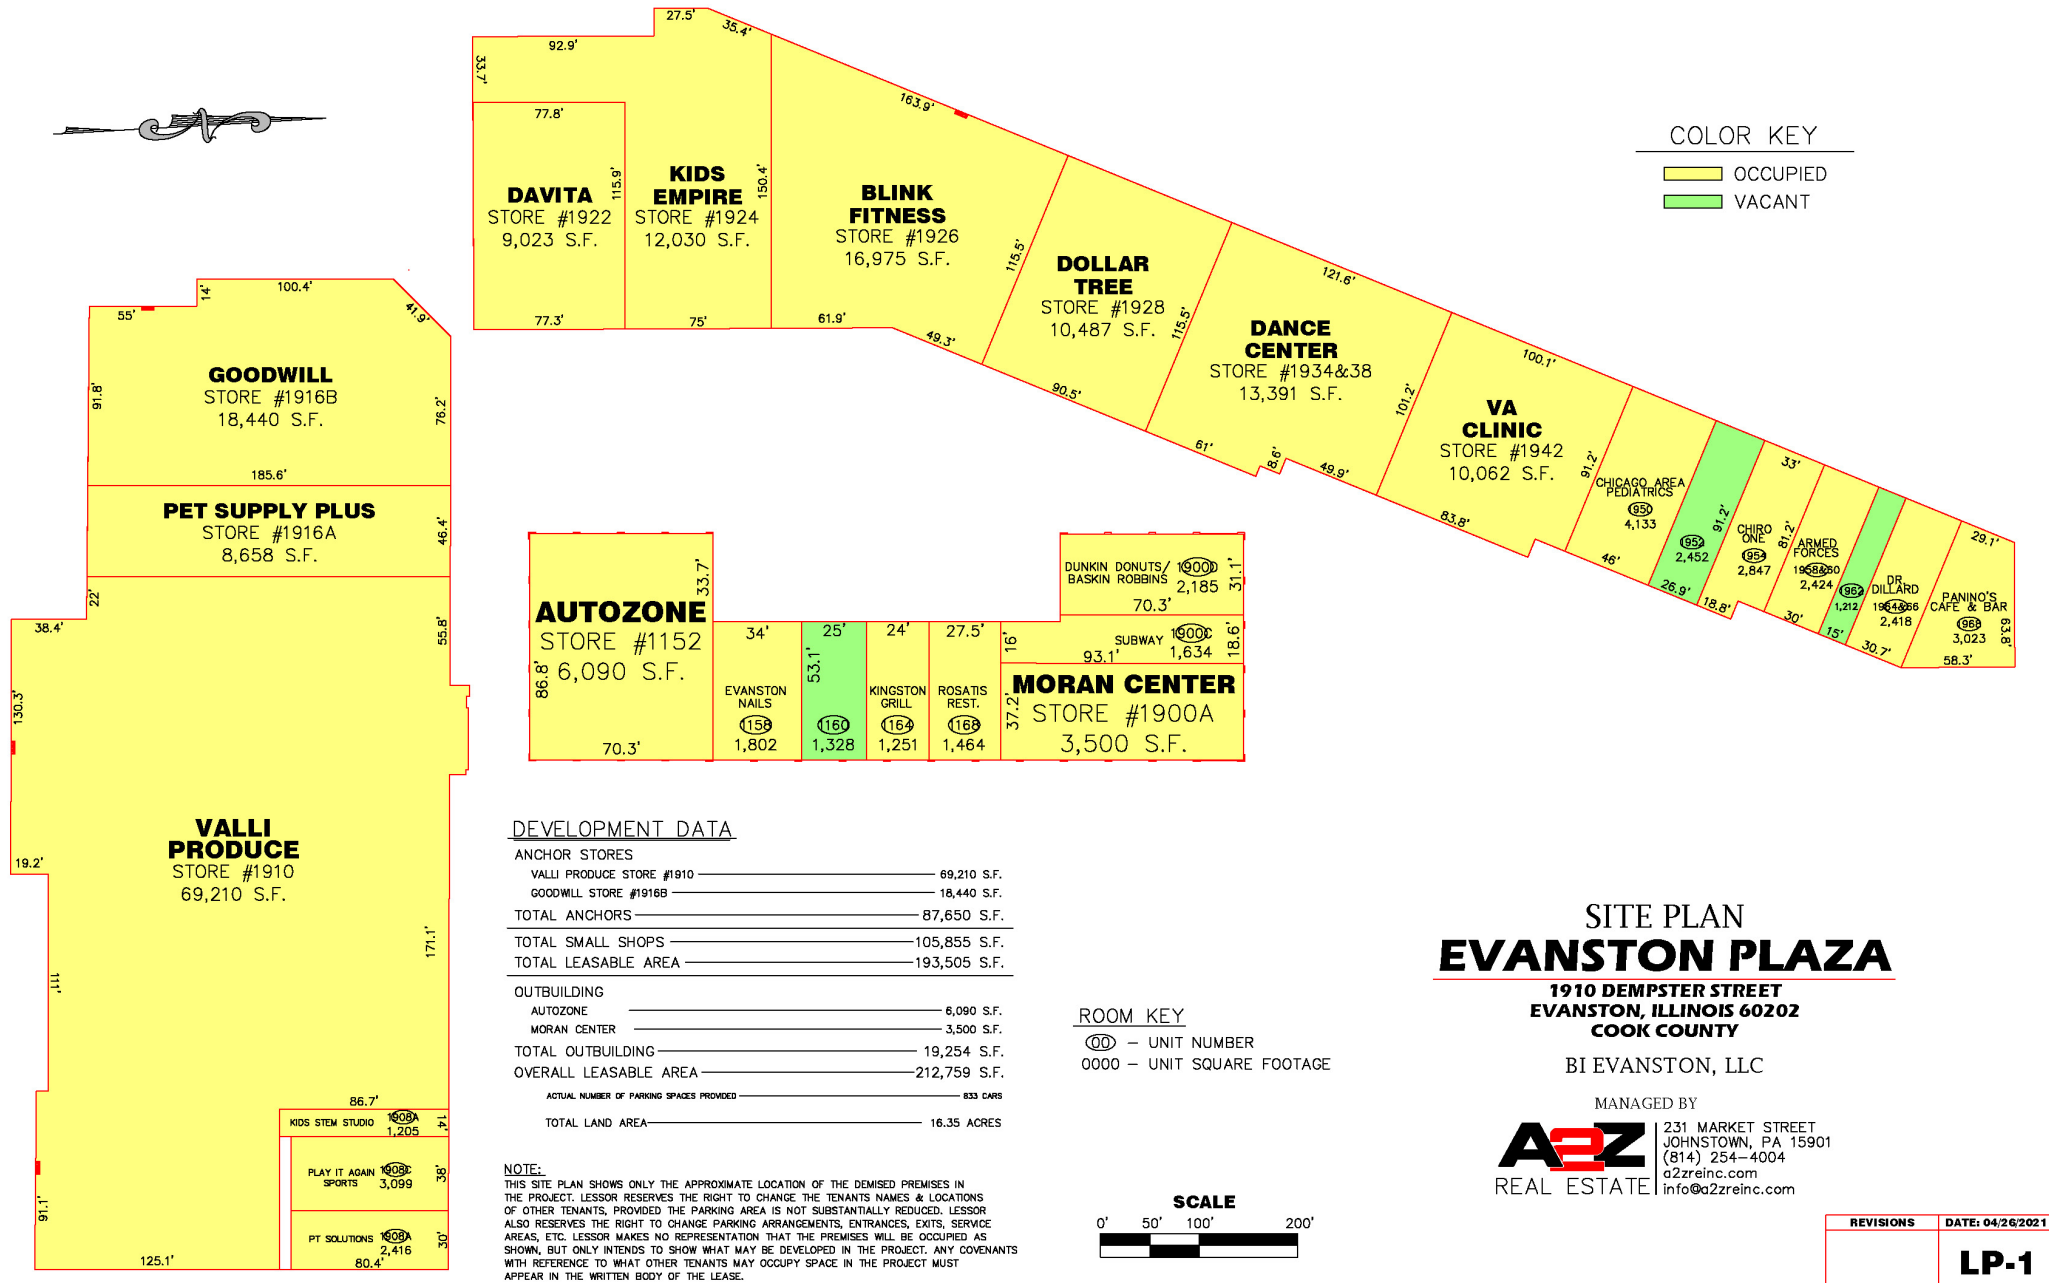 27.5'
35.4'
92.9'
33.7'
163.9'
77.8'
115.9'
150.4'
DAVITA
STORE #1922
9,023 S.F.
KIDS
EMPIRE
STORE #1924
12,030 S.F.
BLINK
FITNESS
STORE #1926
16,975 S.F.
77.3'
75'
61.9'
49.3'
115.5'
DOLLAR
TREE
STORE #1928
10,487 S.F.
90.5'
115.5'
121.6'
DANCE
CENTER
STORE #1934&38
13,391 S.F.
61'
8.6'
49.9'
101.2'
100.1'
VA
CLINIC
STORE #1942
10,062 S.F.
83.8'
91.2'
CHICAGO AREA
PEDIATRICS
1950
4,133
46'
1952
2,452
91.2'
26.9'
33'
CHIRO
ONE
1954
2,847
18.8'
81.2'
ARMED
FORCES
1958&60
2,424
30'
1962
1,212
15'
DR.
DILLARD
1964&66
2,418
30.7'
29.1'
PANINO'S
CAFE & BAR
1968
3,023
63.8'
58.3'
COLOR KEY
OCCUPIED
VACANT
100.4'
14'
55'
41.9'
91.8'
GOODWILL
STORE #1916B
18,440 S.F.
76.2'
185.6'
PET SUPPLY PLUS
STORE #1916A
8,658 S.F.
46.4'
22'
38.4'
55.8'
130.3'
VALLI
PRODUCE
STORE #1910
69,210 S.F.
19.2'
171.1'
111'
86.7'
KIDS STEM STUDIO
1908A
1,205
14'
PLAY IT AGAIN
SPORTS
1908C
3,099
38'
PT SOLUTIONS
1908A
2,416
30'
80.4'
91.1'
125.1'
AUTOZONE
STORE #1152
6,090 S.F.
33.7'
86.8'
70.3'
34'
EVANSTON
NAILS
1158
1,802
25'
53.1'
1160
1,328
24'
KINGSTON
GRILL
1164
1,251
27.5'
ROSATIS
REST.
1168
1,464
DUNKIN DONUTS/
BASKIN ROBBINS
1900D
2,185
31.1'
70.3'
16'
SUBWAY
1900C
1,634
18.6'
93.1'
37.2'
MORAN CENTER
STORE #1900A
3,500 S.F.
DEVELOPMENT DATA
ANCHOR STORES
VALLI PRODUCE STORE #1910 69,210 S.F.
GOODWILL STORE #1916B 18,440 S.F.
TOTAL ANCHORS 87,650 S.F.
TOTAL SMALL SHOPS 105,855 S.F.
TOTAL LEASABLE AREA 193,505 S.F.
OUTBUILDING
AUTOZONE 6,090 S.F.
MORAN CENTER 3,500 S.F.
TOTAL OUTBUILDING 19,254 S.F.
OVERALL LEASABLE AREA 212,759 S.F.
ACTUAL NUMBER OF PARKING SPACES PROVIDED 833 CARS
TOTAL LAND AREA 16.35 ACRES
NOTE:
THIS SITE PLAN SHOWS ONLY THE APPROXIMATE LOCATION OF THE DEMISED PREMISES IN
THE PROJECT. LESSOR RESERVES THE RIGHT TO CHANGE THE TENANTS NAMES & LOCATIONS
OF OTHER TENANTS, PROVIDED THE PARKING AREA IS NOT SUBSTANTIALLY REDUCED. LESSOR
ALSO RESERVES THE RIGHT TO CHANGE PARKING ARRANGEMENTS, ENTRANCES, EXITS, SERVICE
AREAS, ETC. LESSOR MAKES NO REPRESENTATION THAT THE PREMISES WILL BE OCCUPIED AS
SHOWN, BUT ONLY INTENDS TO SHOW WHAT MAY BE DEVELOPED IN THE PROJECT. ANY COVENANTS
WITH REFERENCE TO WHAT OTHER TENANTS MAY OCCUPY SPACE IN THE PROJECT MUST
APPEAR IN THE WRITTEN BODY OF THE LEASE.
ROOM KEY
00 – UNIT NUMBER
0000 – UNIT SQUARE FOOTAGE
SCALE
0' 50' 100' 200'
SITE PLAN
EVANSTON PLAZA
1910 DEMPSTER STREET
EVANSTON, ILLINOIS 60202
COOK COUNTY
BI EVANSTON, LLC
MANAGED BY
A2Z
REAL ESTATE
231 MARKET STREET
JOHNSTOWN, PA 15901
(814) 254–4004
a2zreinc.com
info@a2zreinc.com
REVISIONS
DATE: 04/26/2021
LP-1